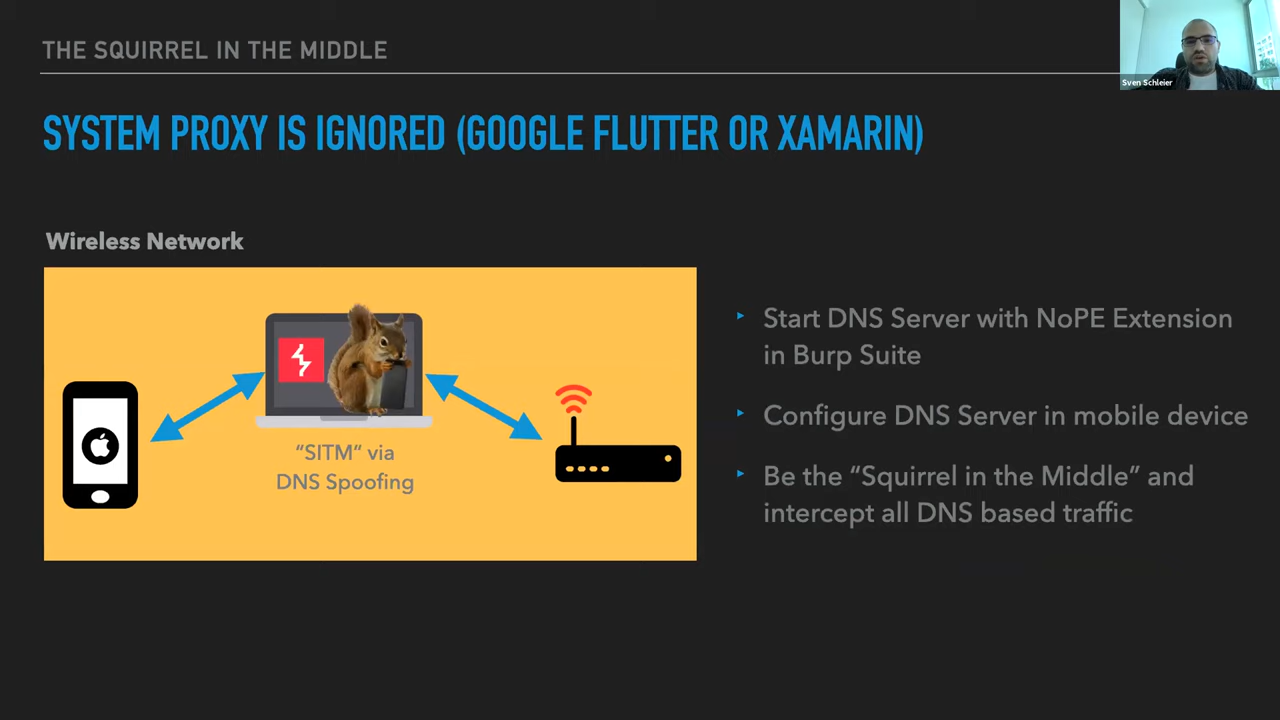 THE SQUIRREL IN THE MIDDLE
Sven Schleier
SYSTEM PROXY IS IGNORED (GOOGLE FLUTTER OR XAMARIN)
Wireless Network
“SITM” via
DNS Spoofing
‣ Start DNS Server with NoPE Extension
in Burp Suite
‣ Configure DNS Server in mobile device
‣ Be the “Squirrel in the Middle” and
intercept all DNS based traffic